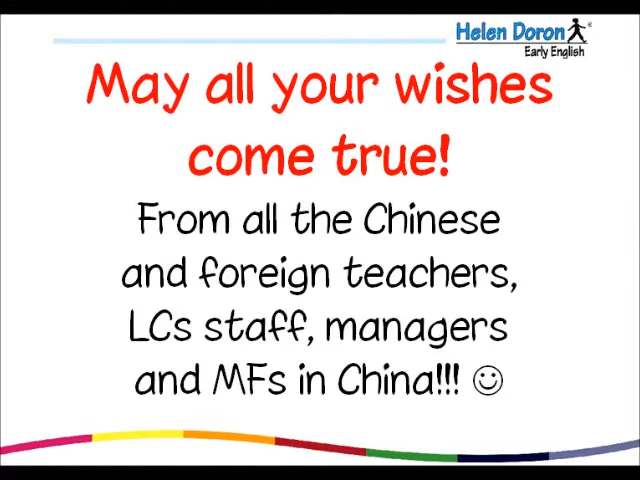 Helen Doron®
Early English
May all your wishes
come true!
From all the Chinese
and foreign teachers,
LCs staff, managers
and MFs in China!!! ☺